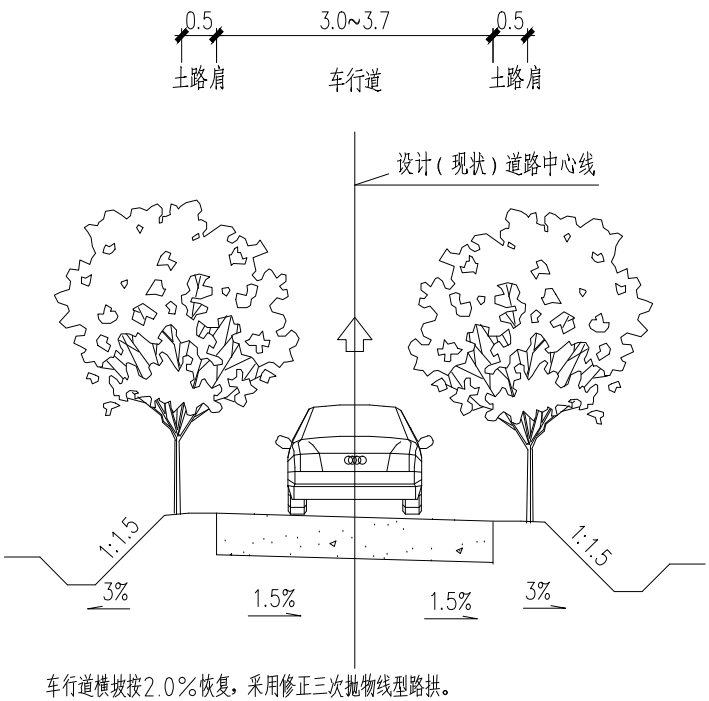 0.5 3.0~3.7 0.5
土路肩 车行道 土路肩
设计(现状)道路中心线
1:1.5 1:1.5
3% 1.5% 1.5% 3%
车行道横坡按2.0%恢复，采用修正三次抛物线型路拱。